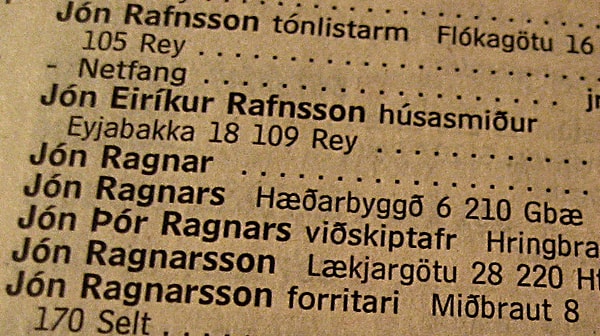 Jón Rafnsson tónlistarm Flókagötu 16
105 Rey . . . . . . . . . . . . . . . . . . . . .
- Netfang . . . . . . . . . . . . . . . . . . . jr
Jón Eiríkur Rafnsson húsasmiður
Eyjabakka 18 109 Rey . . . . . . . . . .
Jón Ragnar . . . . . . . . . . . . . . . . . .
Jón Ragnars Hæðarbyggð 6 210 Gbæ
Jón Þór Ragnars viðskiptafr Hringbra
Jón Ragnarsson Lækjargötu 28 220 Hf
Jón Ragnarsson forritari Miðbraut 8
170 Selt . . . . . . . . . . . . . . . . . . . .